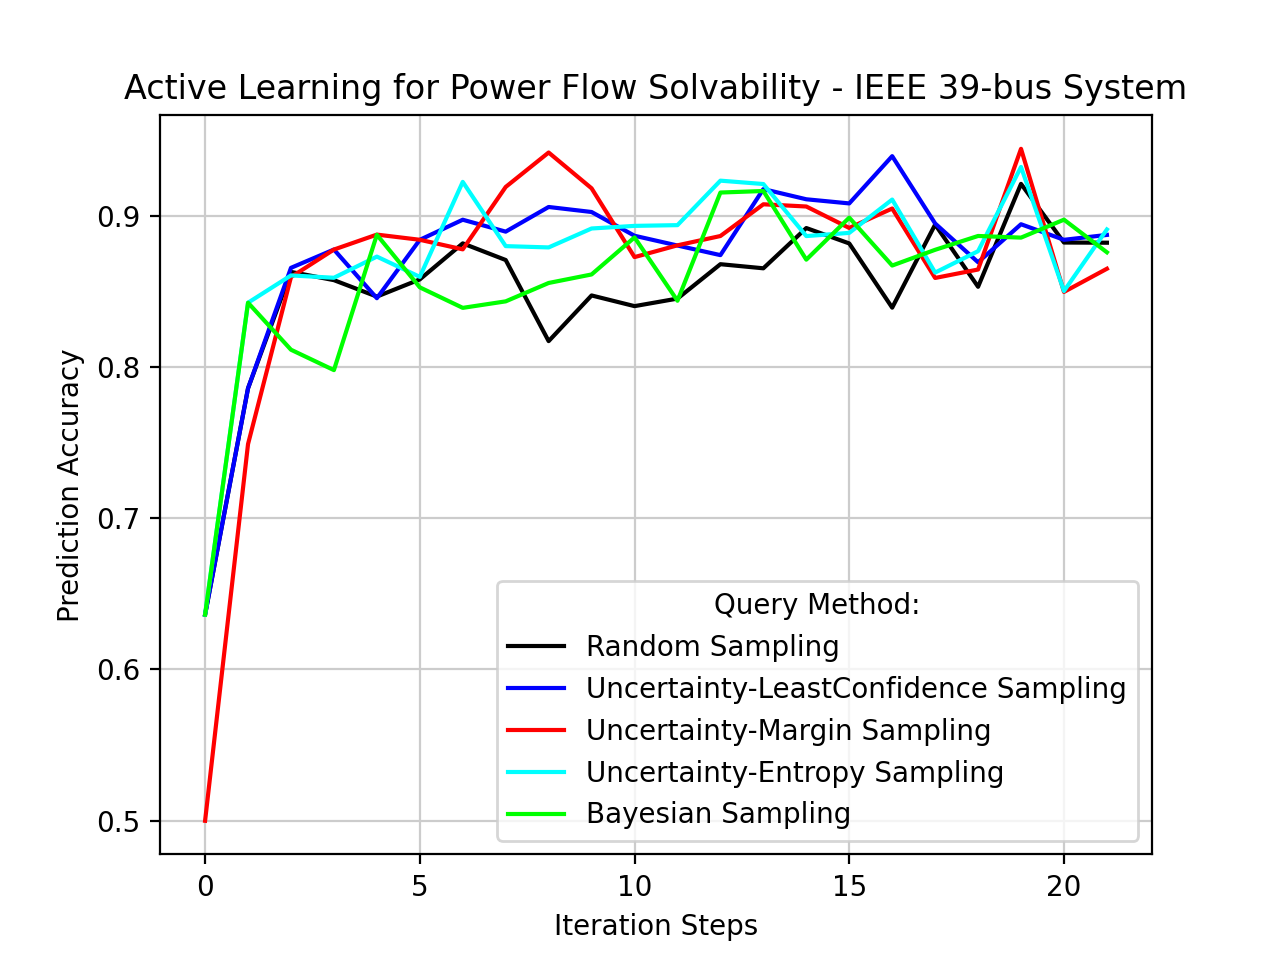 Active Learning for Power Flow Solvability - IEEE 39-bus System
Prediction Accuracy
0.9
0.8
0.7
0.6
0.5
Query Method:
Random Sampling
Uncertainty-LeastConfidence Sampling
Uncertainty-Margin Sampling
Uncertainty-Entropy Sampling
Bayesian Sampling
0 5 10 15 20
Iteration Steps